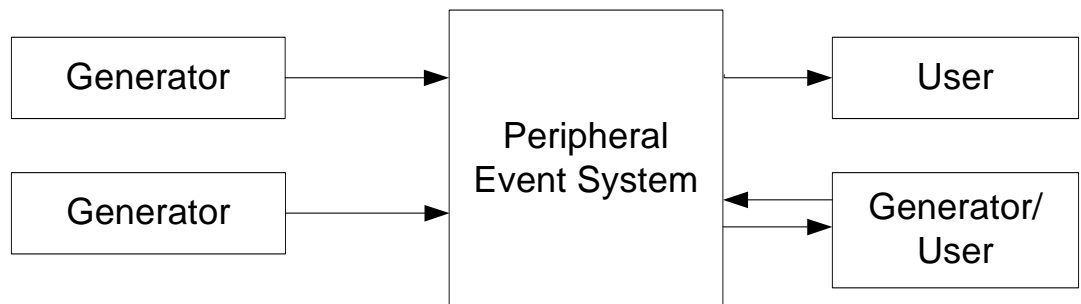 Generator
Generator
Peripheral
Event System
User
Generator/
User